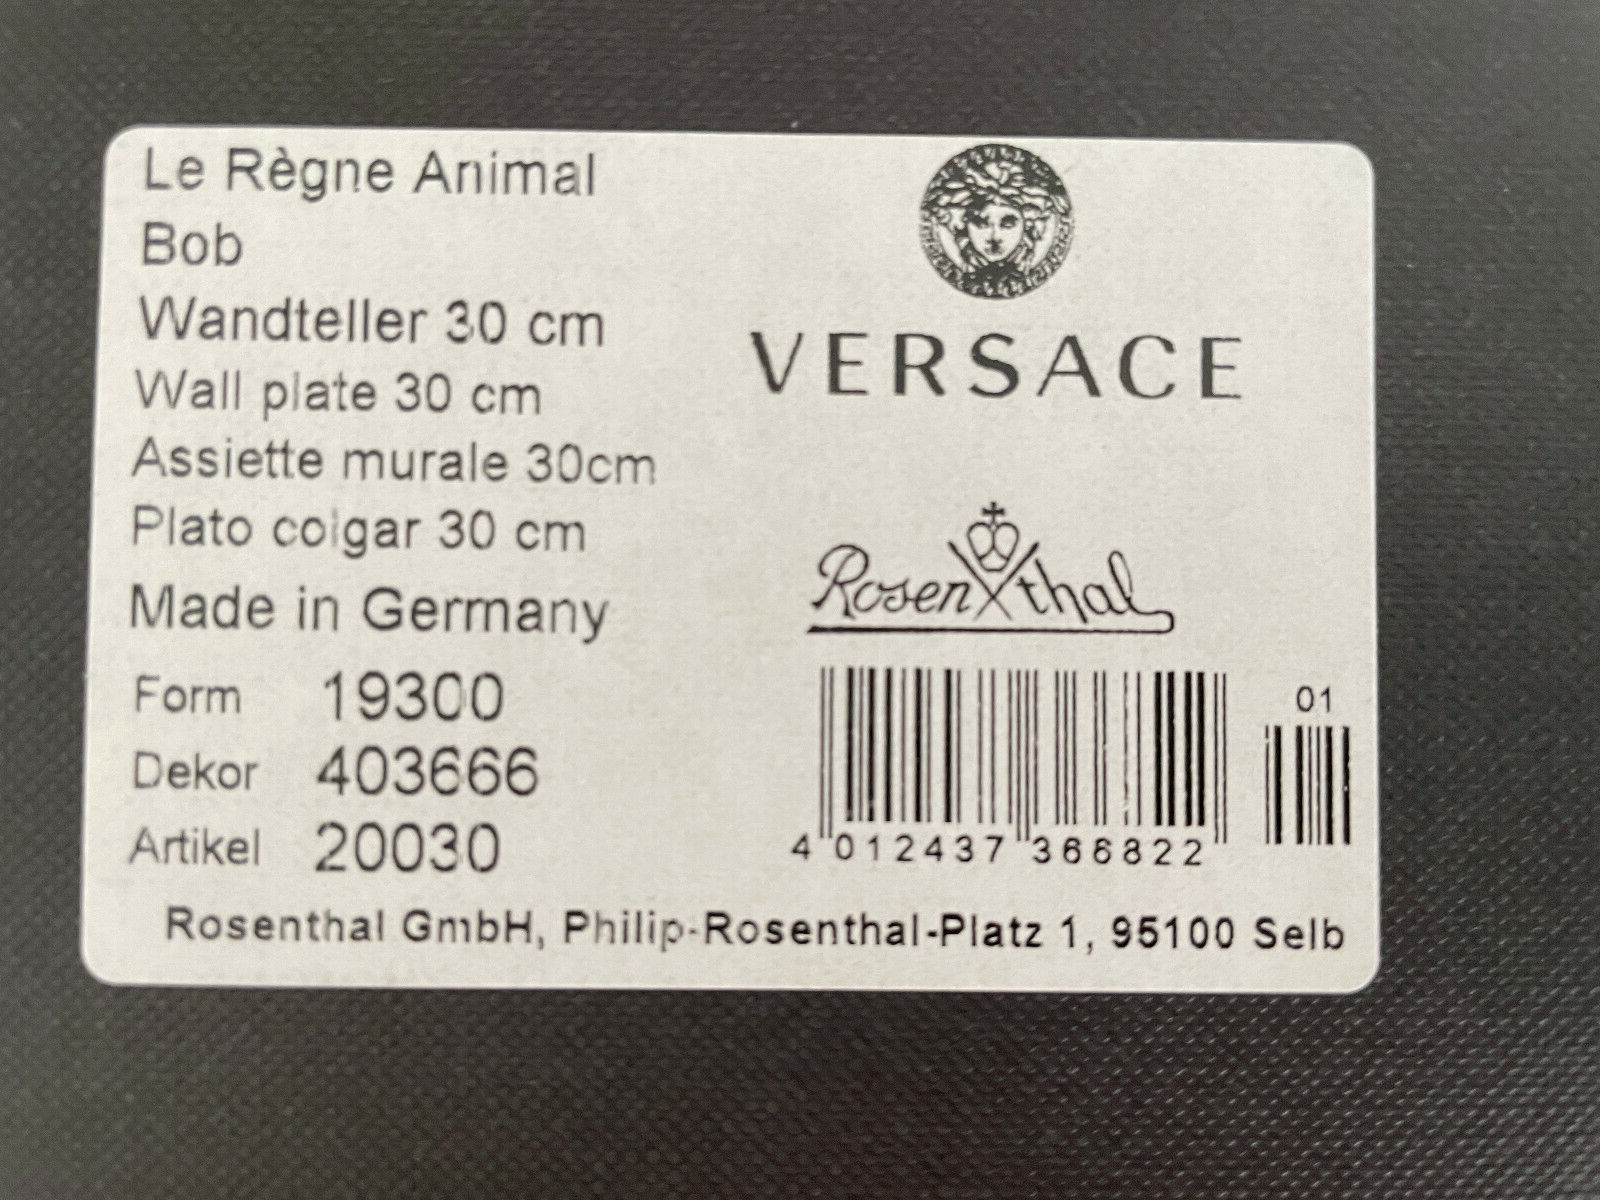 Le Règne Animal
Bob
Wandteller 30 cm
Wall plate 30 cm
Assiette murale 30cm
Plato colgar 30 cm
Made in Germany
Form 19300
Dekor 403666
Artikel 20030
VERSACE
Rosenthal
01
4 012437 366822
Rosenthal GmbH, Philip-Rosenthal-Platz 1, 95100 Selb